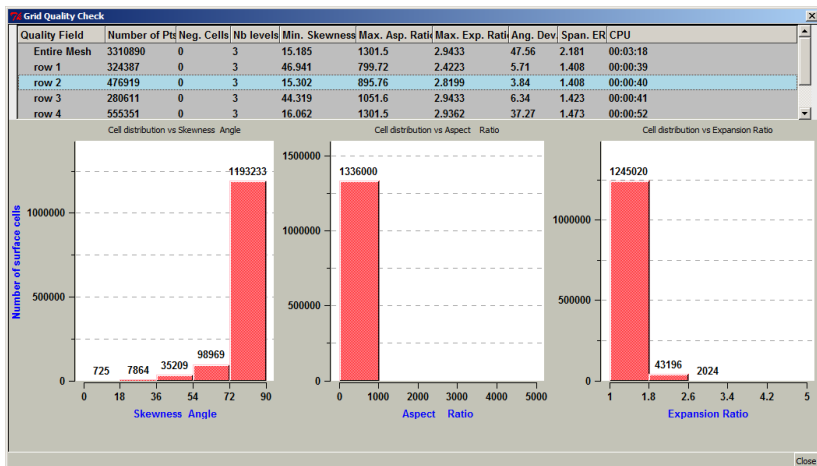 Grid Quality Check
Quality Field Number of Pts Neg. Cells Nb levels Min. Skewness Max. Asp. Ratio Max. Exp. Ratio Ang. Dev. Span. ER CPU
Entire Mesh 3310890 0 3 15.185 1301.5 2.9433 47.56 2.181 00:03:18
row 1 324387 0 3 46.941 799.72 2.4223 5.71 1.408 00:00:39
row 2 476919 0 3 15.302 895.76 2.8199 3.84 1.408 00:00:40
row 3 280611 0 3 44.319 1051.6 2.9433 6.34 1.423 00:00:41
row 4 555351 0 3 16.062 1301.5 2.9362 37.27 1.473 00:00:52
Cell distribution vs Skewness Angle
Number of surface cells
1000000
500000
0
725 7864 35209 98969 1193233
0 18 36 54 72 90
Skewness Angle
Cell distribution vs Aspect Ratio
1500000
1000000
500000
0
1336000
0 1000 2000 3000 4000 5000
Aspect Ratio
Cell distribution vs Expansion Ratio
1000000
500000
0
1245020 43196 2024
1 1.8 2.6 3.4 4.2 5
Expansion Ratio
Close